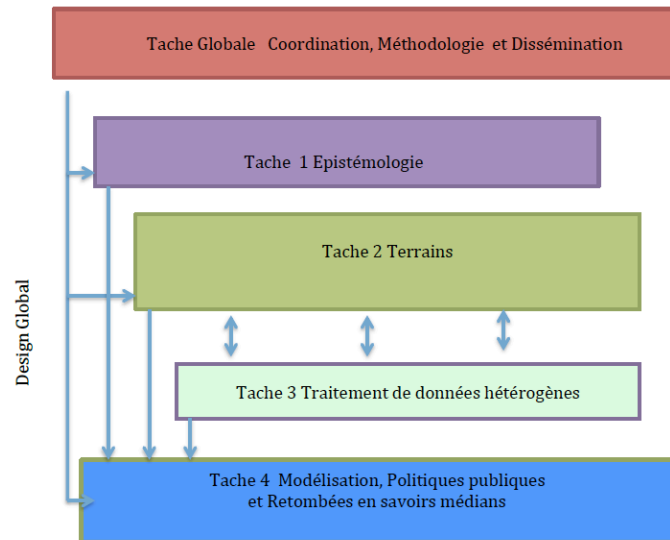 Tache Globale Coordination, Méthodologie et Dissémination
Tache 1 Epistémologie
Tache 2 Terrains
Design Global
Tache 3 Traitement de données hétérogènes
Tache 4 Modélisation, Politiques publiques
et Retombées en savoirs médians